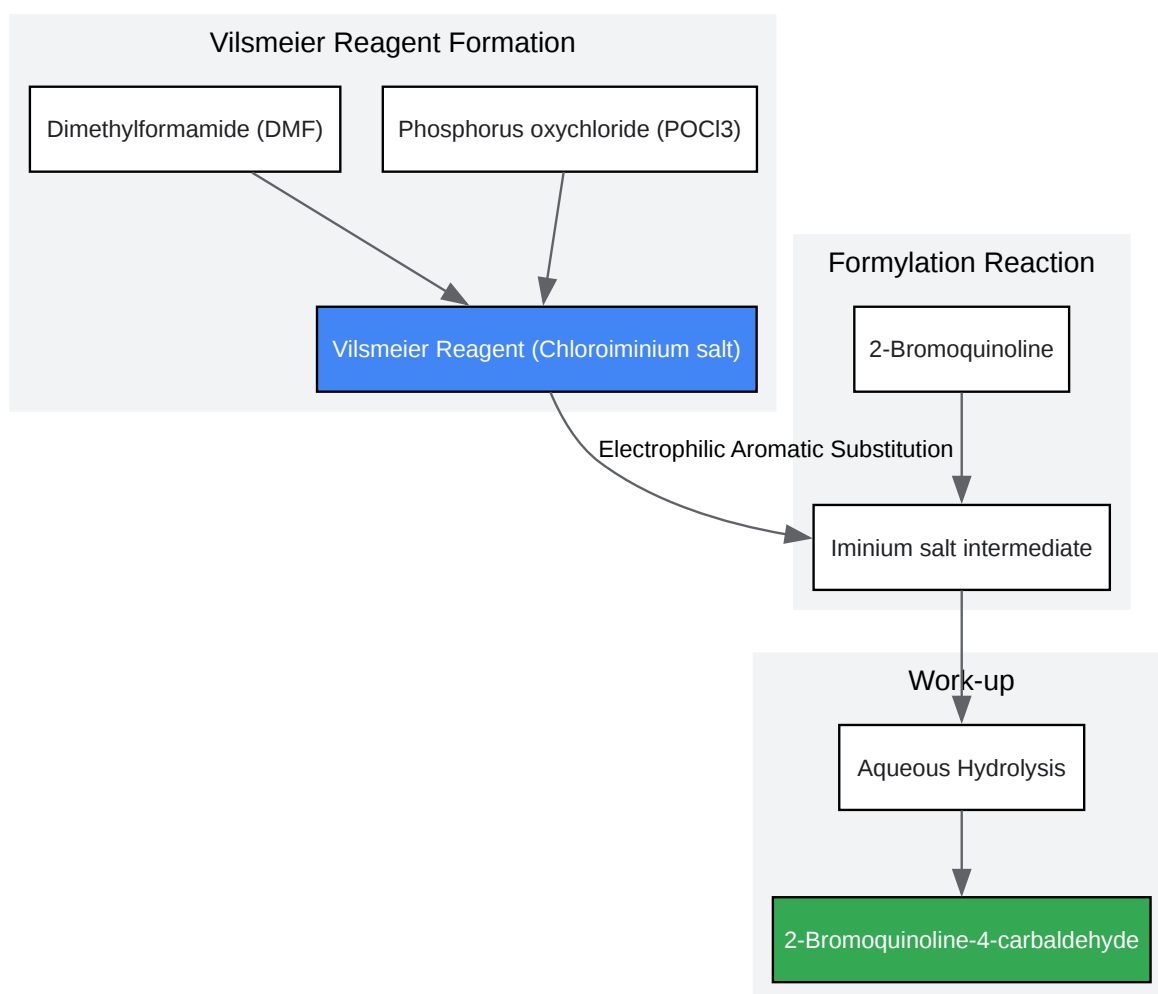 Vilsmeier Reagent Formation
Dimethylformamide (DMF)
Phosphorus oxychloride (POCl3)
Vilsmeier Reagent (Chloroiminium salt)
Formylation Reaction
2-Bromoquinoline
Electrophilic Aromatic Substitution
Iminium salt intermediate
Work-up
Aqueous Hydrolysis
2-Bromoquinoline-4-carbaldehyde